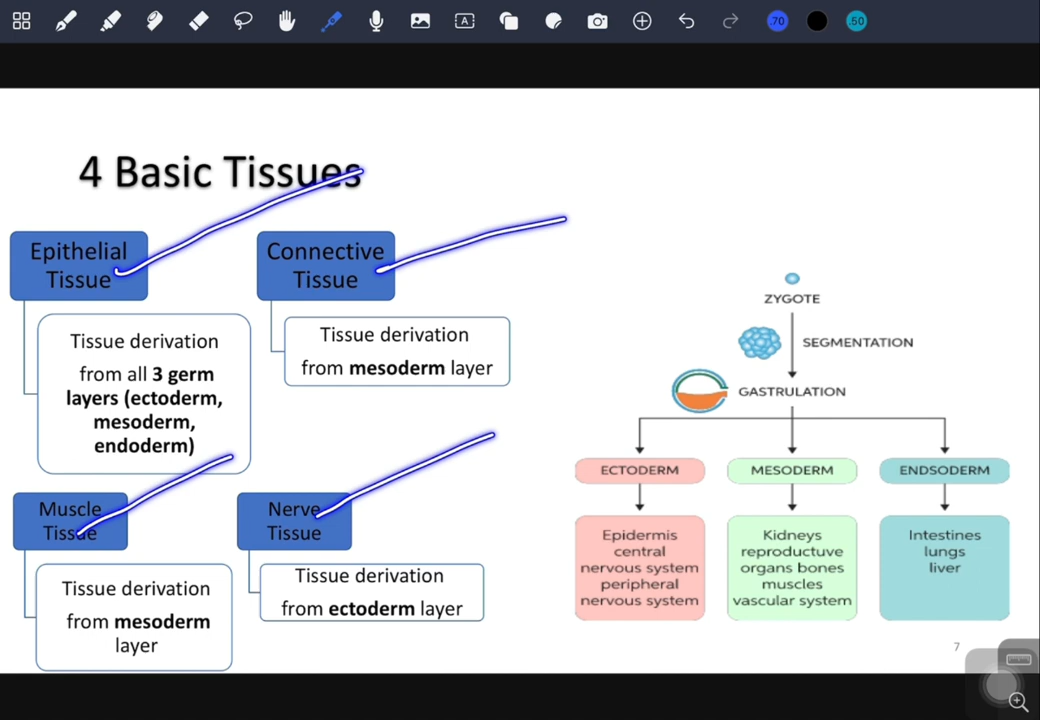 .70
.50
A
4 Basic Tissues
Epithelial
Tissue
Connective
Tissue
Tissue derivation
from all 3 germ
layers (ectoderm,
mesoderm,
endoderm)
Tissue derivation
from mesoderm layer
Muscle
Tissue
Nerve
Tissue
Tissue derivation
from mesoderm
layer
Tissue derivation
from ectoderm layer
ZYGOTE
SEGMENTATION
GASTRULATION
ECTODERM
MESODERM
ENDSODERM
Epidermis
central
nervous system
peripheral
nervous system
Kidneys
reproductuve
organs bones
muscles
vascular system
Intestines
lungs
liver
7